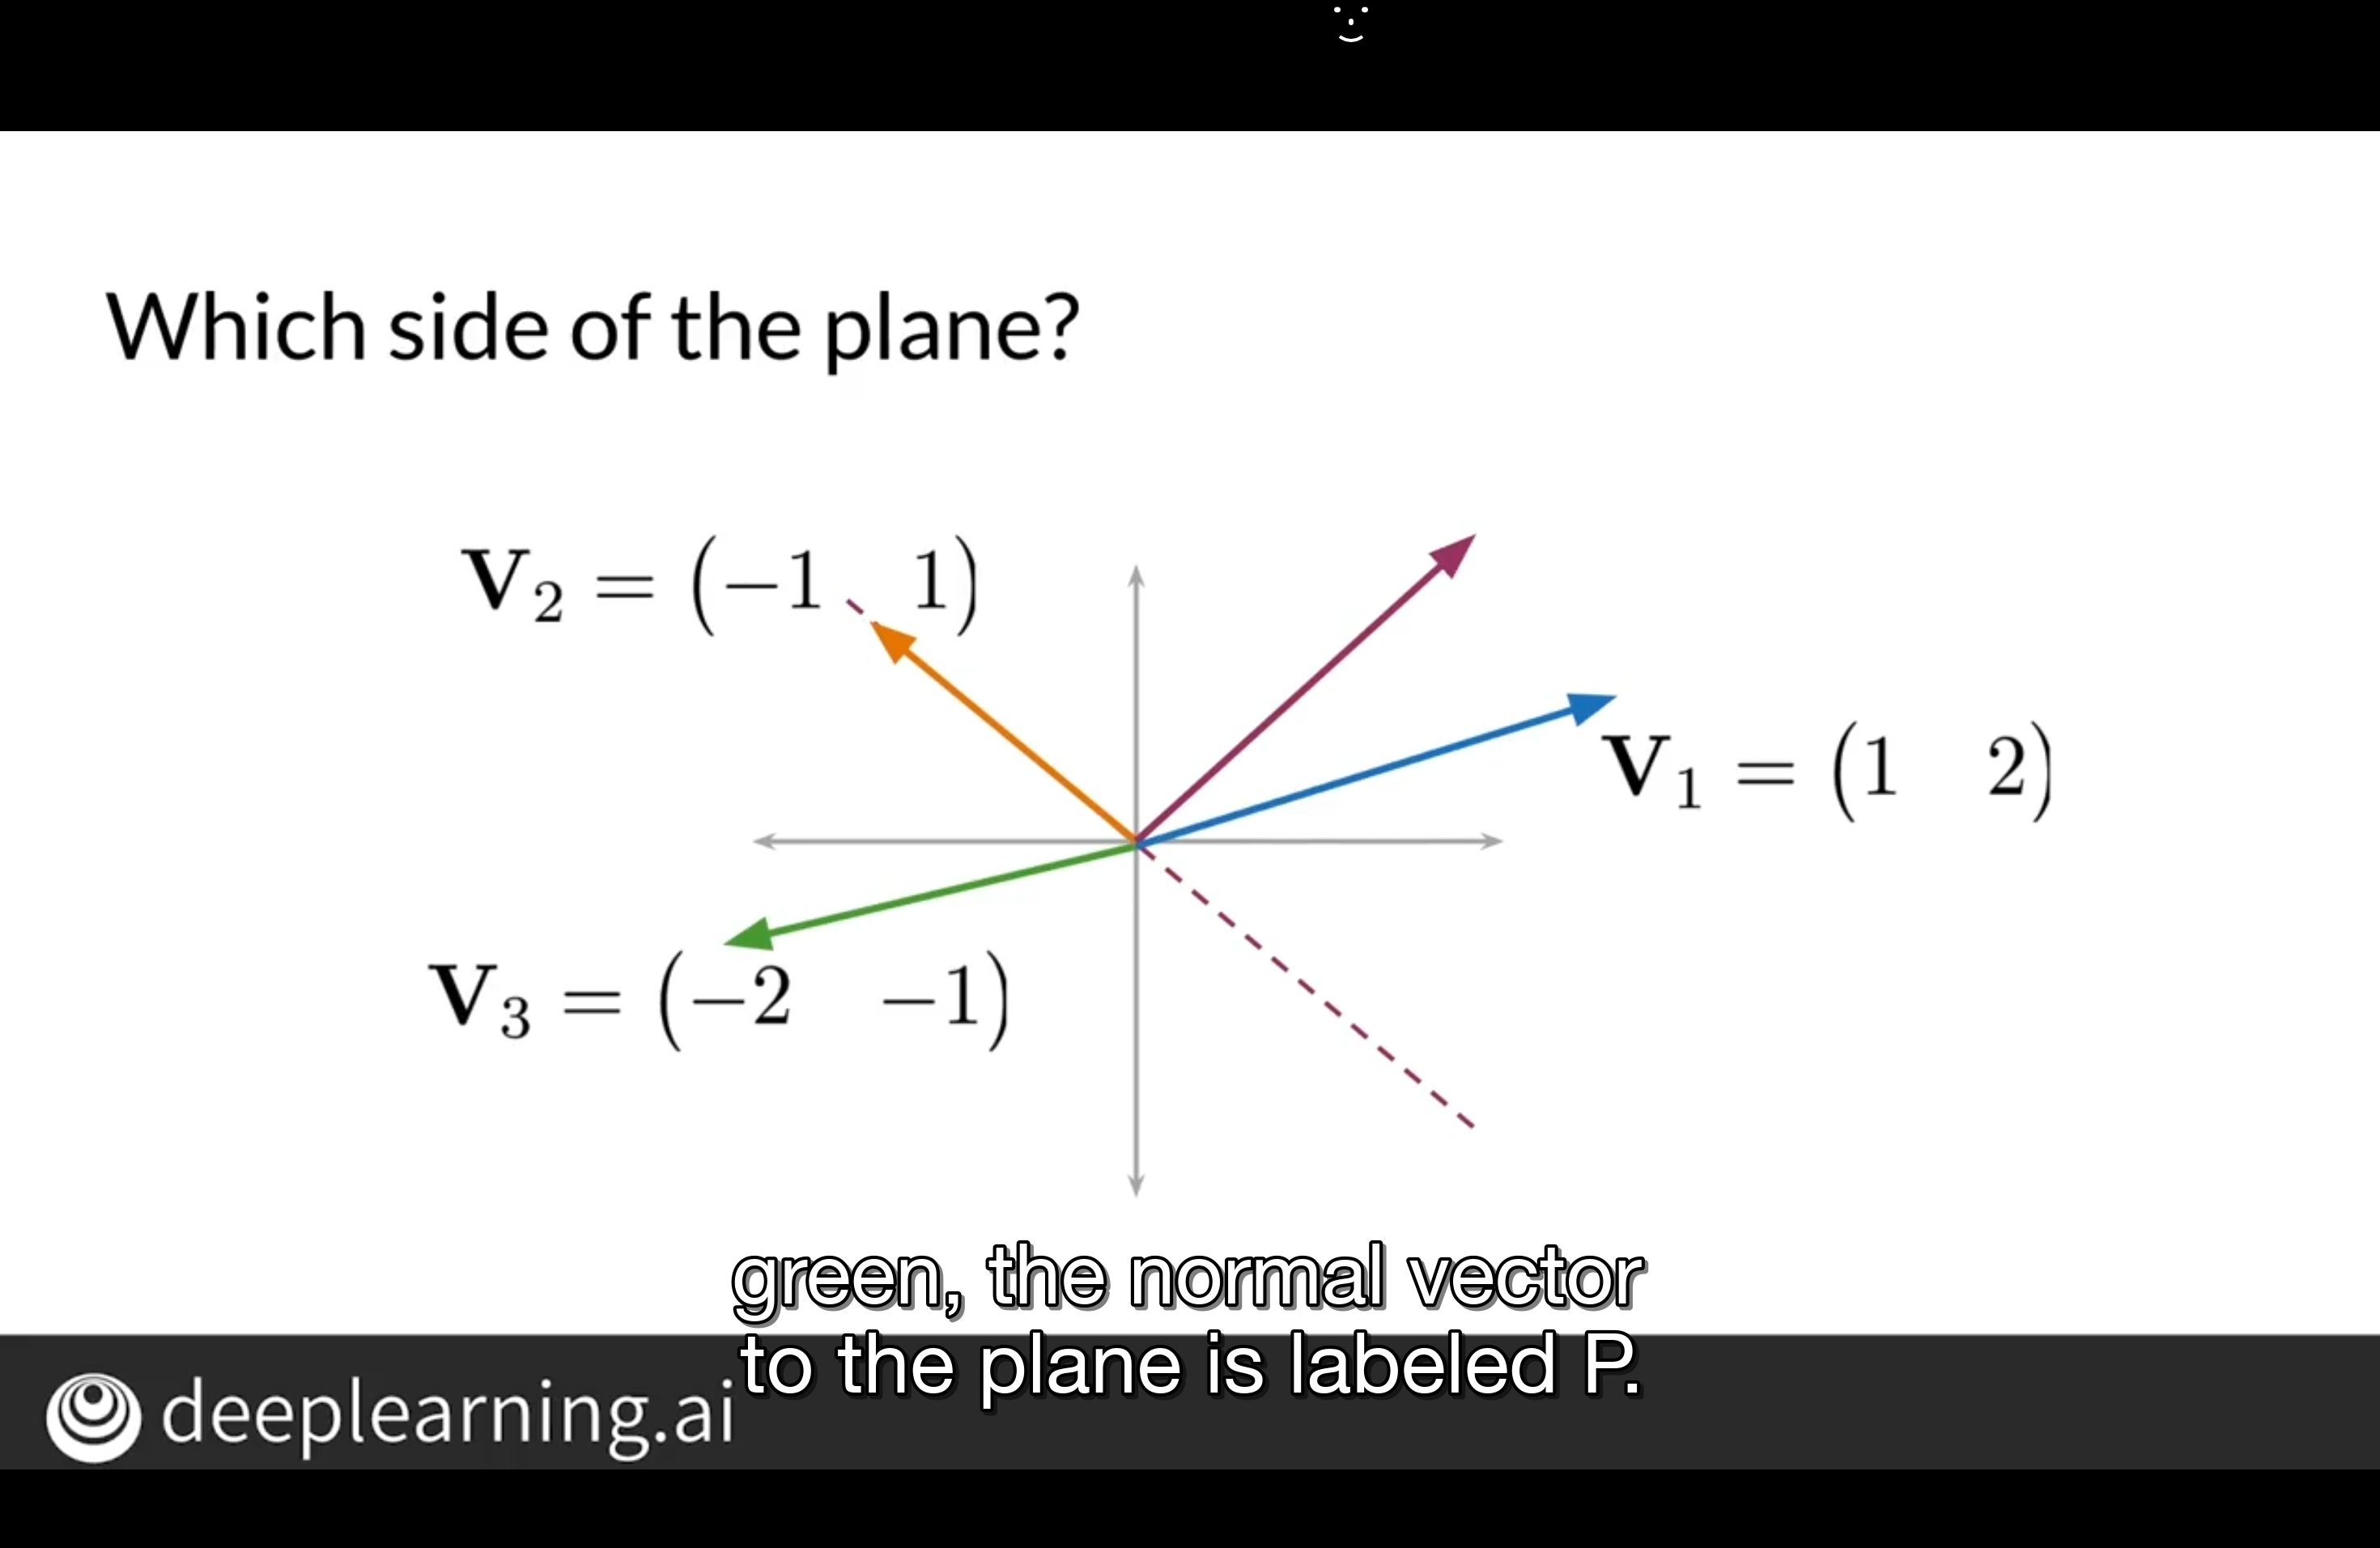 Which side of the plane?
V₂ = (−1 1)
V₁ = (1 2)
V₃ = (−2 −1)
green, the normal vector
to the plane is labeled P.
deeplearning.ai